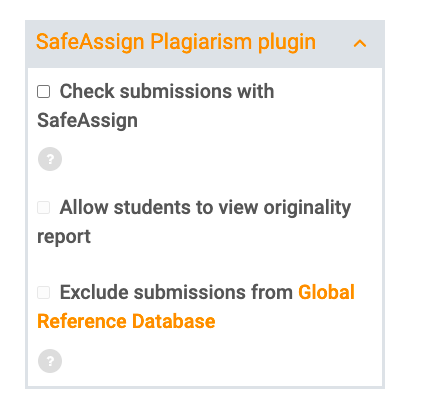 SafeAssign Plagiarism plugin
Check submissions with
SafeAssign
?
Allow students to view originality
report
Exclude submissions from Global
Reference Database
?